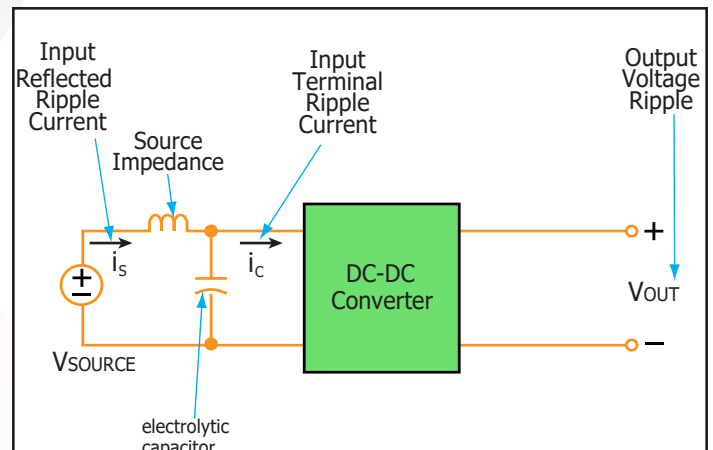 Input
Reflected
Ripple
Current
Source
Impedance
Input
Terminal
Ripple
Current
Output
Voltage
Ripple
iS
iC
+
−
DC-DC
Converter
+
VOUT
−
VSOURCE
electrolytic
capacitor